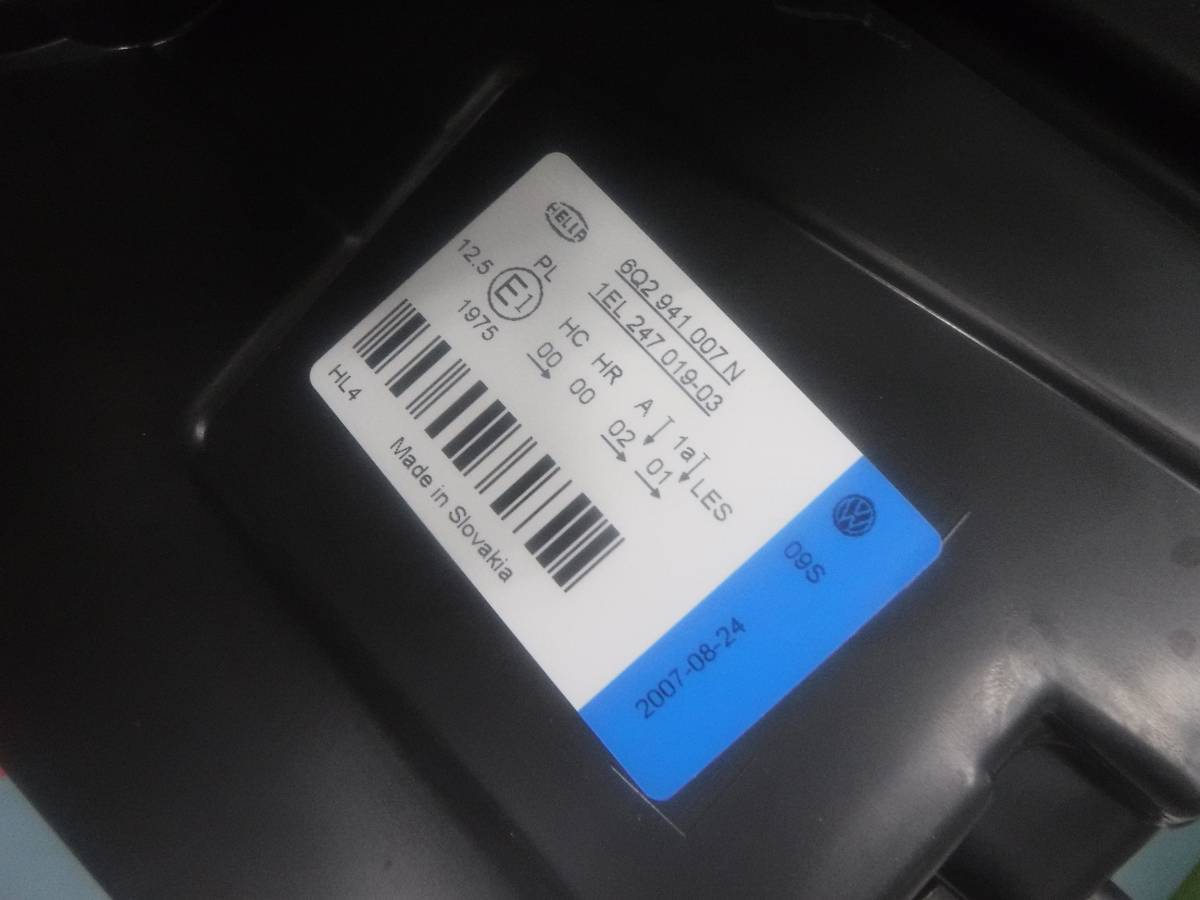 HELLA
6Q2 941 007 N
1EL 247 019-03
PL HC HR A 1a LES
12.5 E1 00 00 02 01
1975
HL4
Made in Slovakia
09S
2007-08-24